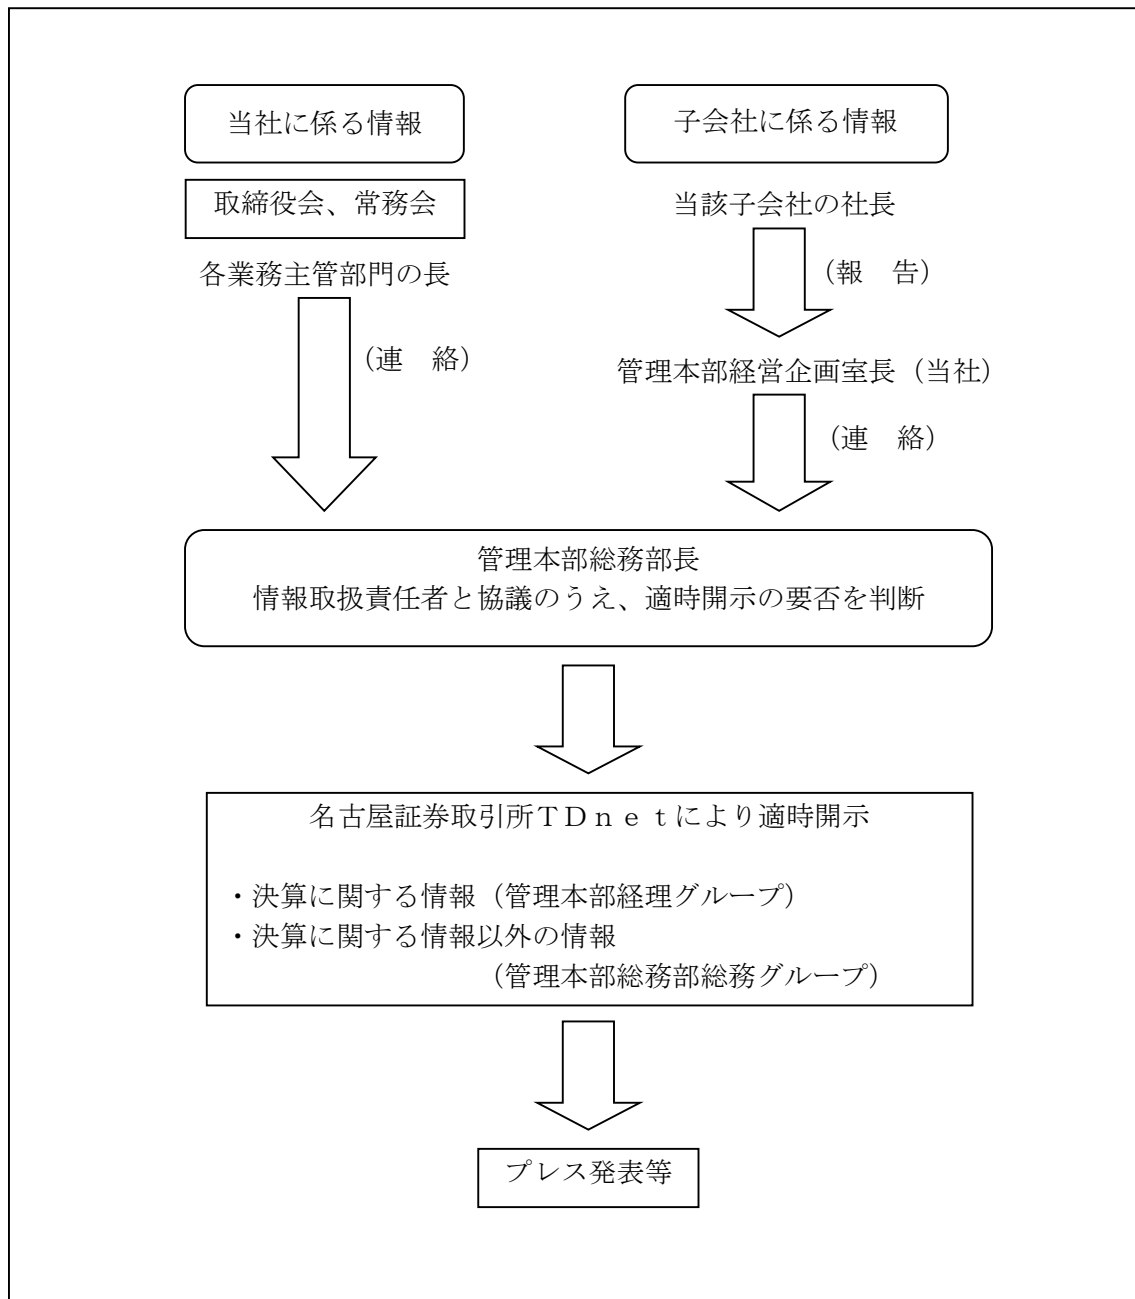 当社に係る情報
子会社に係る情報
取締役会、常務会
当該子会社の社長
各業務主管部門の長
（報　告）
（連　絡）
管理本部経営企画室長（当社）
（連　絡）
管理本部総務部長
情報取扱責任者と協議のうえ、適時開示の要否を判断
名古屋証券取引所ＴＤｎｅｔにより適時開示
・決算に関する情報（管理本部経理グループ）
・決算に関する情報以外の情報
（管理本部総務部総務グループ）
プレス発表等